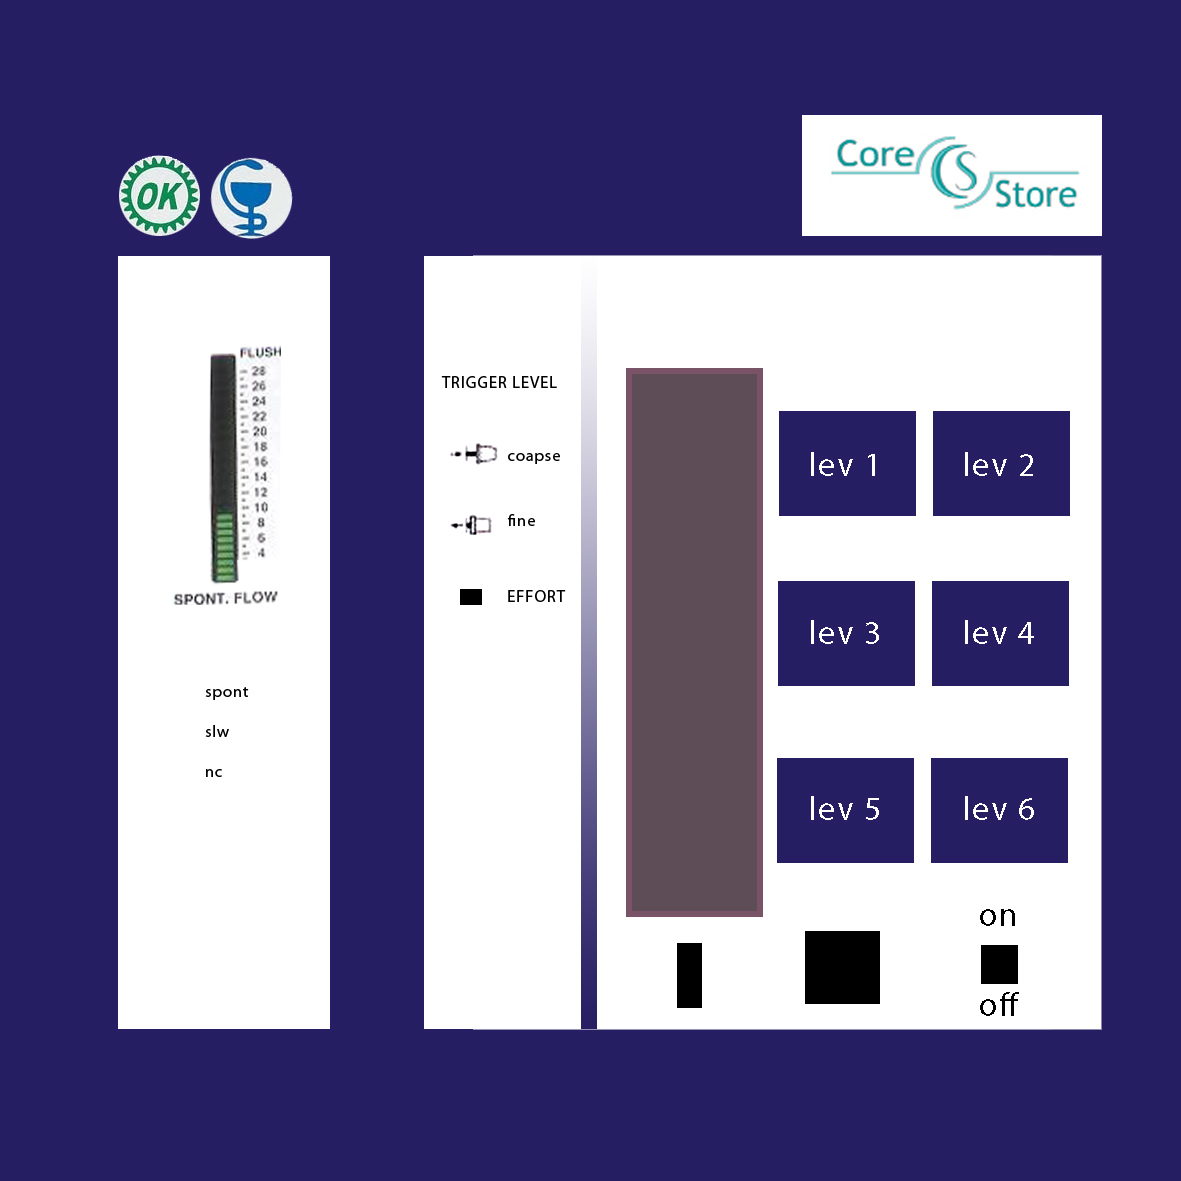 OK
Core
CS
Store
FLUSH
28
26
24
22
20
18
16
14
12
10
8
6
4
SPONT. FLOW
spont
slw
nc
TRIGGER LEVEL
coapse
fine
EFFORT
lev 1
lev 2
lev 3
lev 4
lev 5
lev 6
on
off